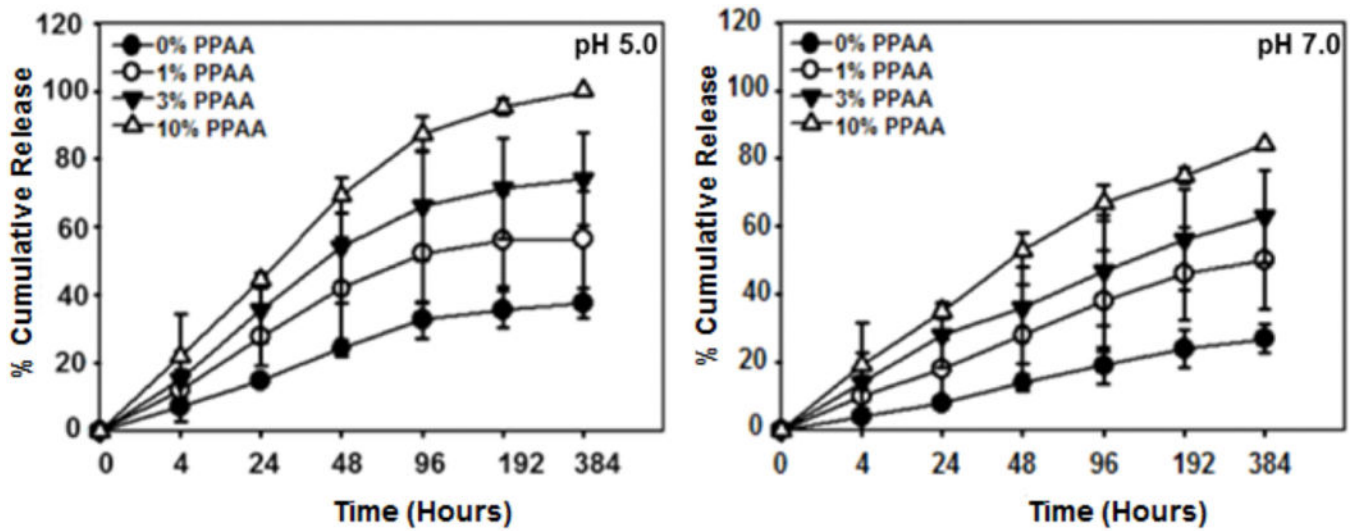 120
100
80
60
40
20
0
% Cumulative Release
0% PPAA
1% PPAA
3% PPAA
10% PPAA
pH 5.0
0 4 24 48 96 192 384
Time (Hours)
120
100
80
60
40
20
0
% Cumulative Release
0% PPAA
1% PPAA
3% PPAA
10% PPAA
pH 7.0
0 4 24 48 96 192 384
Time (Hours)